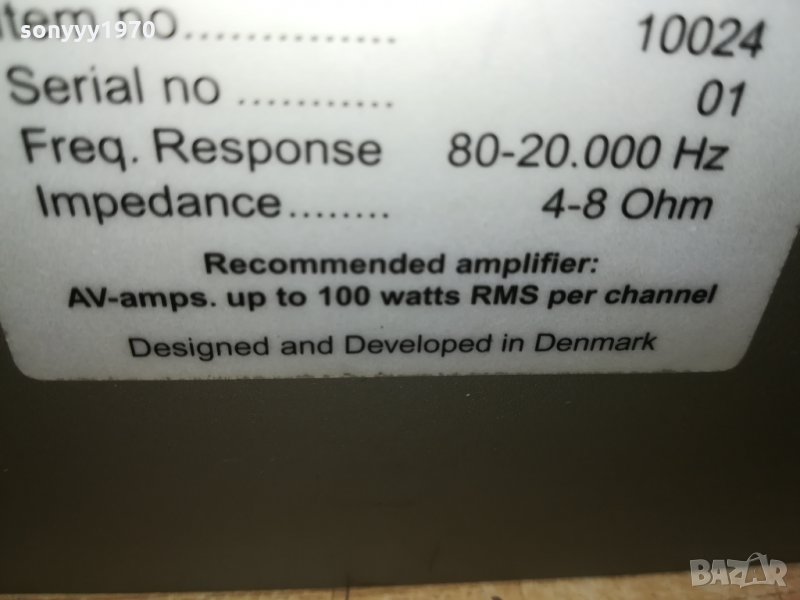 sonyyy1970
Item no............... 10024
Serial no ........... 01
Freq. Response 80-20.000 Hz
Impedance........ 4-8 Ohm
Recommended amplifier:
AV-amps. up to 100 watts RMS per channel
Designed and Developed in Denmark
BAZAR